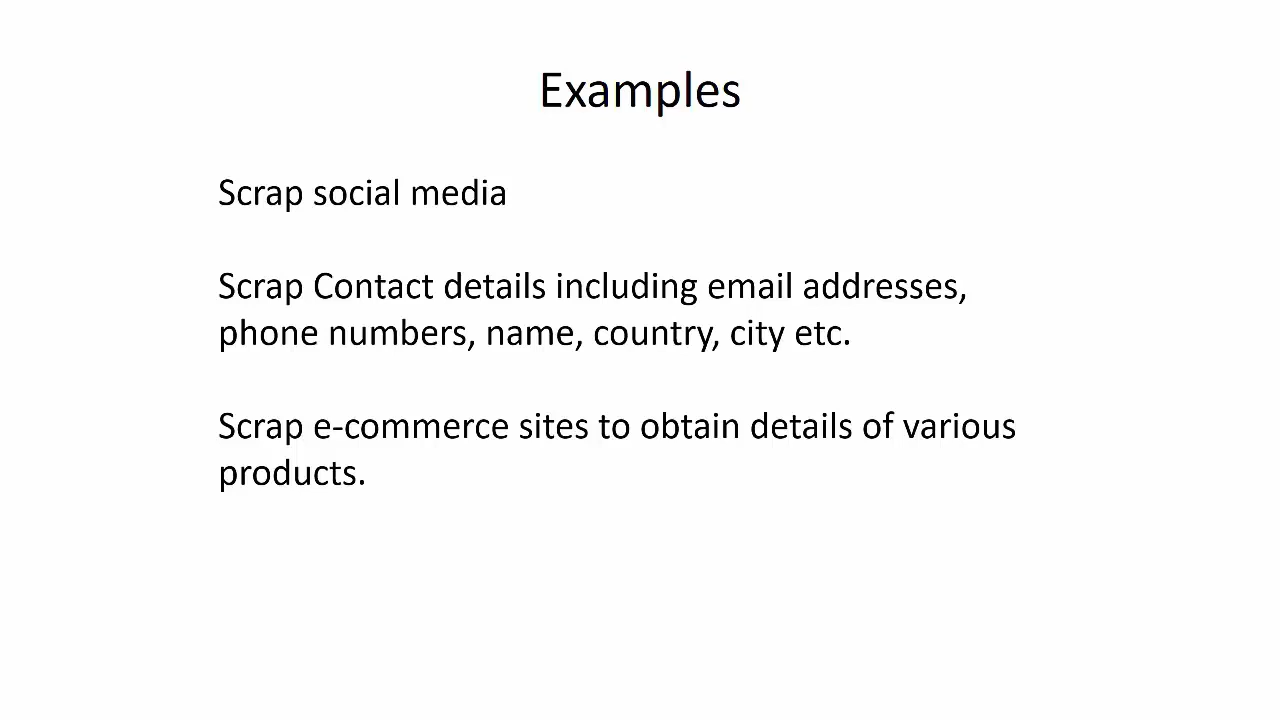 Examples
Scrap social media
Scrap Contact details including email addresses,
phone numbers, name, country, city etc.
Scrap e-commerce sites to obtain details of various
products.